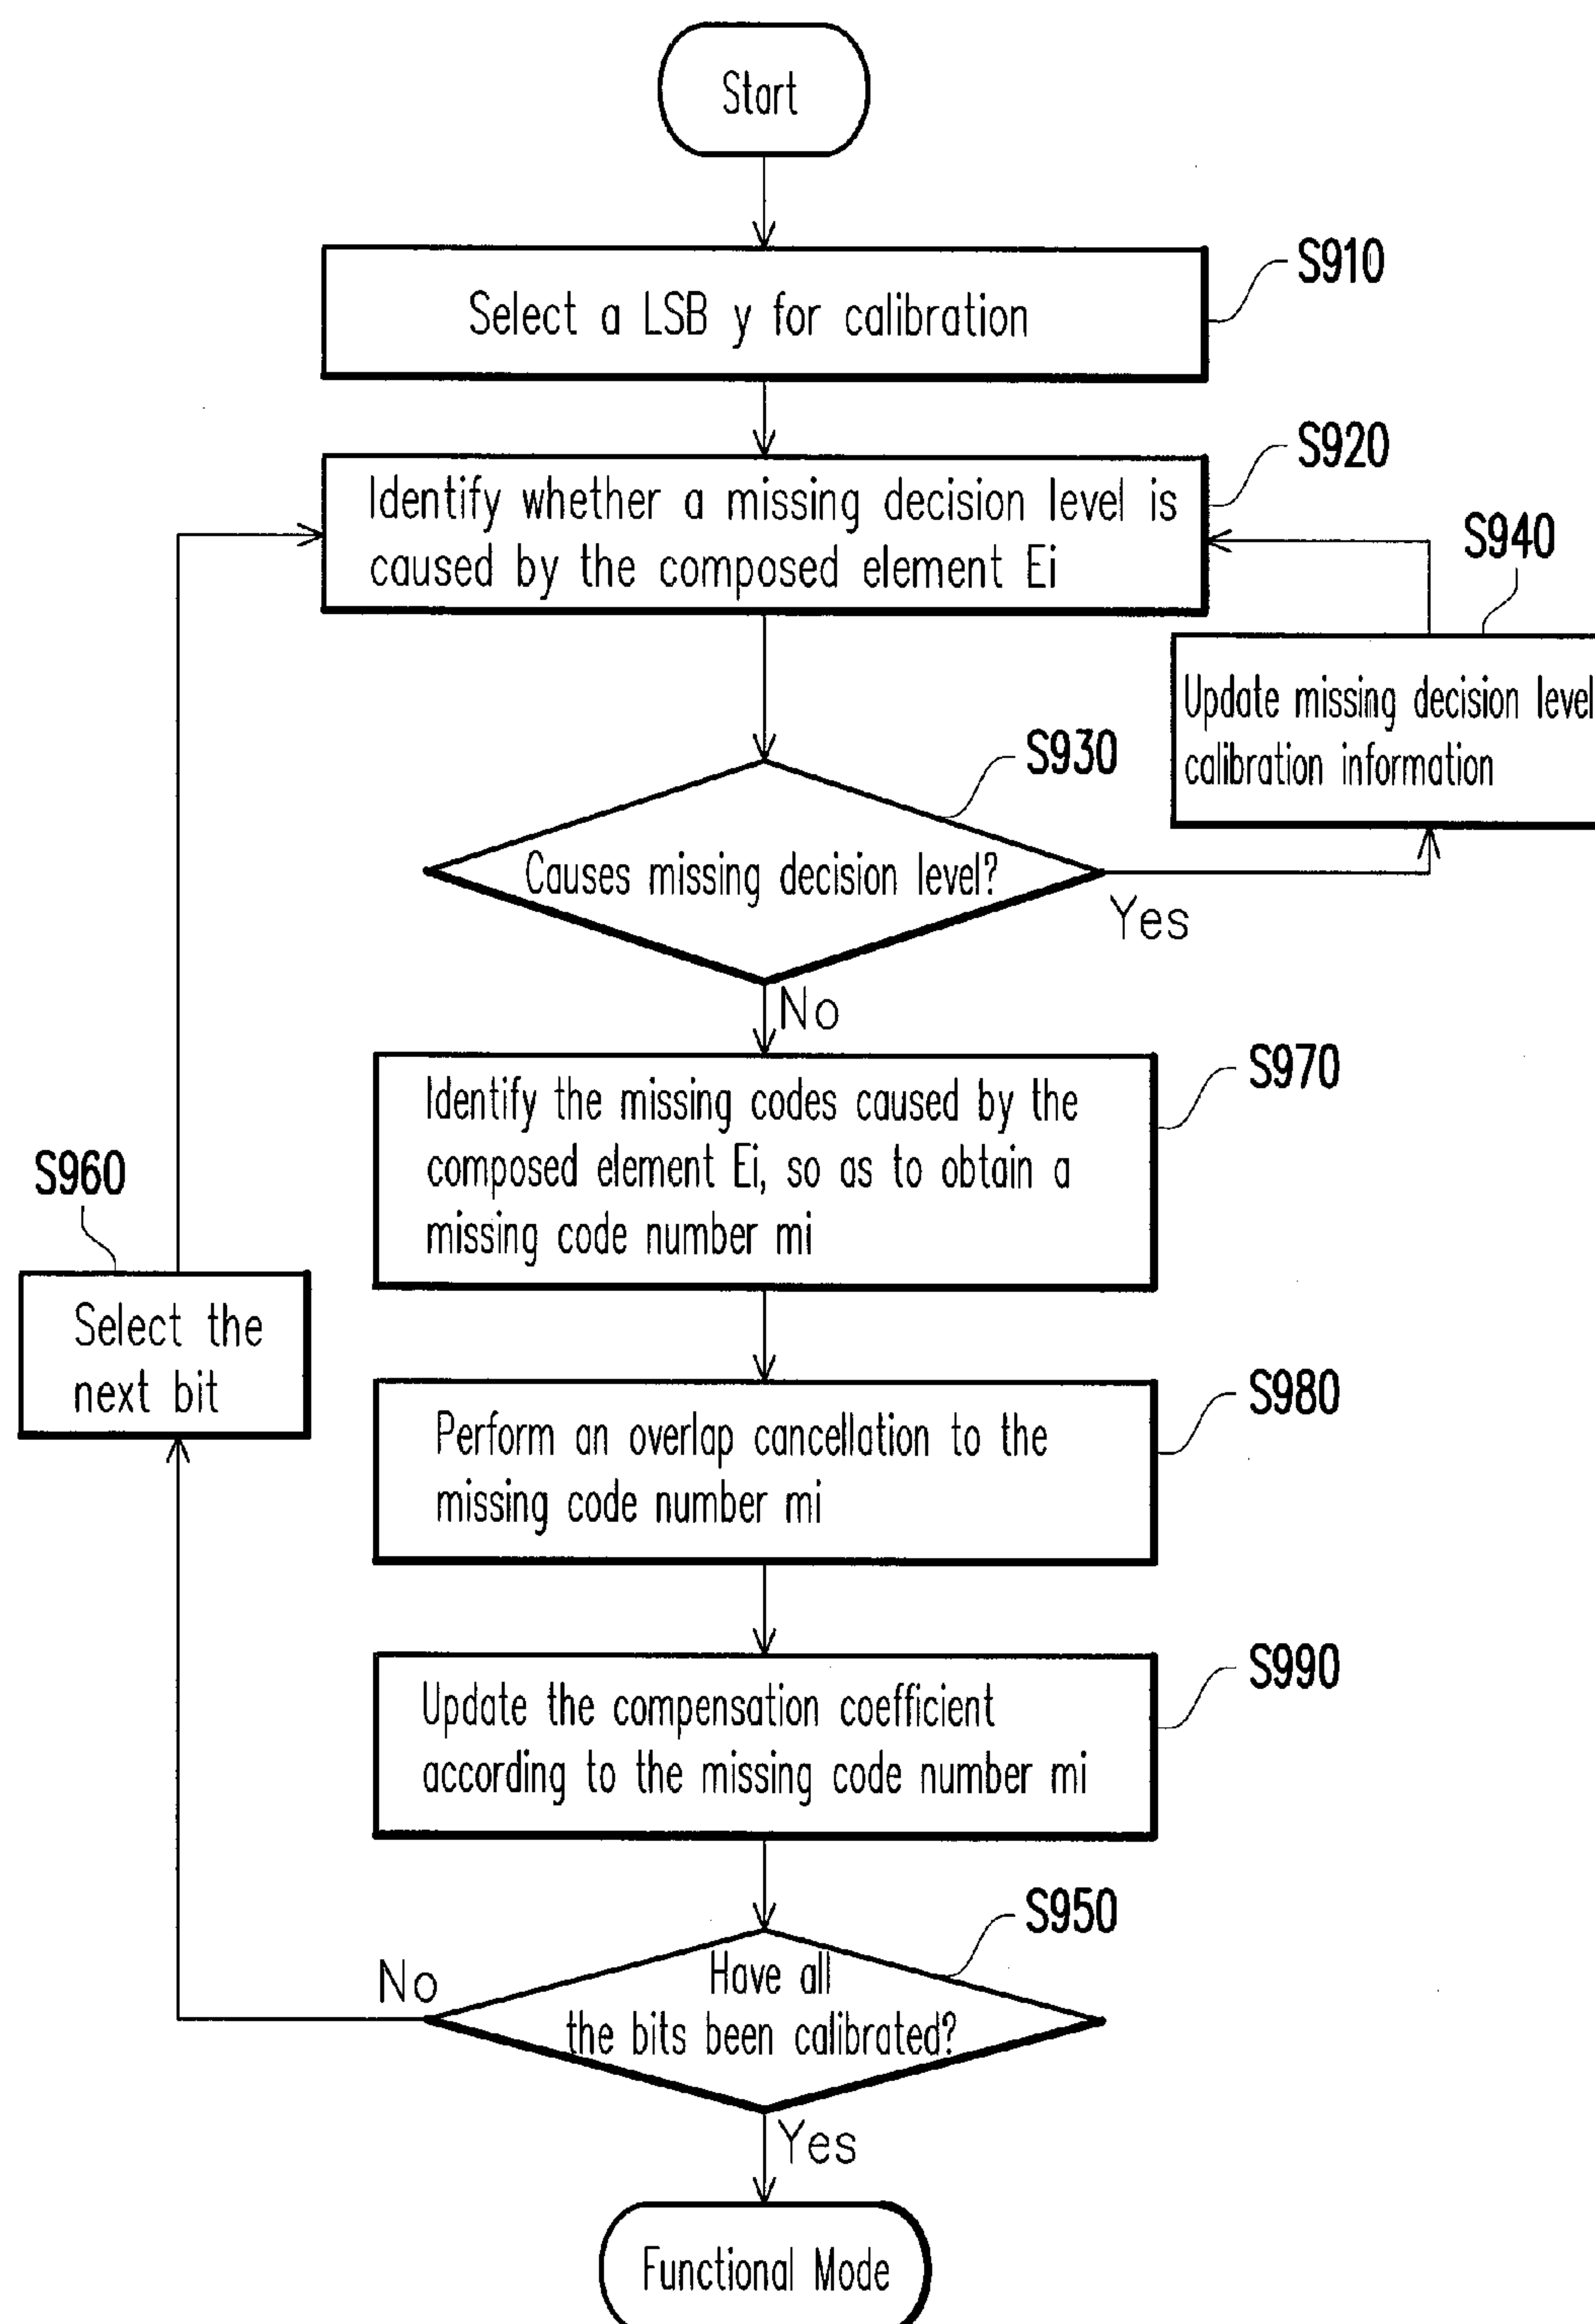 Start
S910
Select a LSB y for calibration
S920
Identify whether a missing decision level is
caused by the composed element Ei
S940
Update missing decision level
calibration information
S930
Causes missing decision level?
Yes
No
S970
Identify the missing codes caused by the
composed element Ei, so as to obtain a
missing code number mi
S960
Select the
next bit
S980
Perform an overlap cancellation to the
missing code number mi
S990
Update the compensation coefficient
according to the missing code number mi
S950
Have all
the bits been calibrated?
No
Yes
Functional Mode